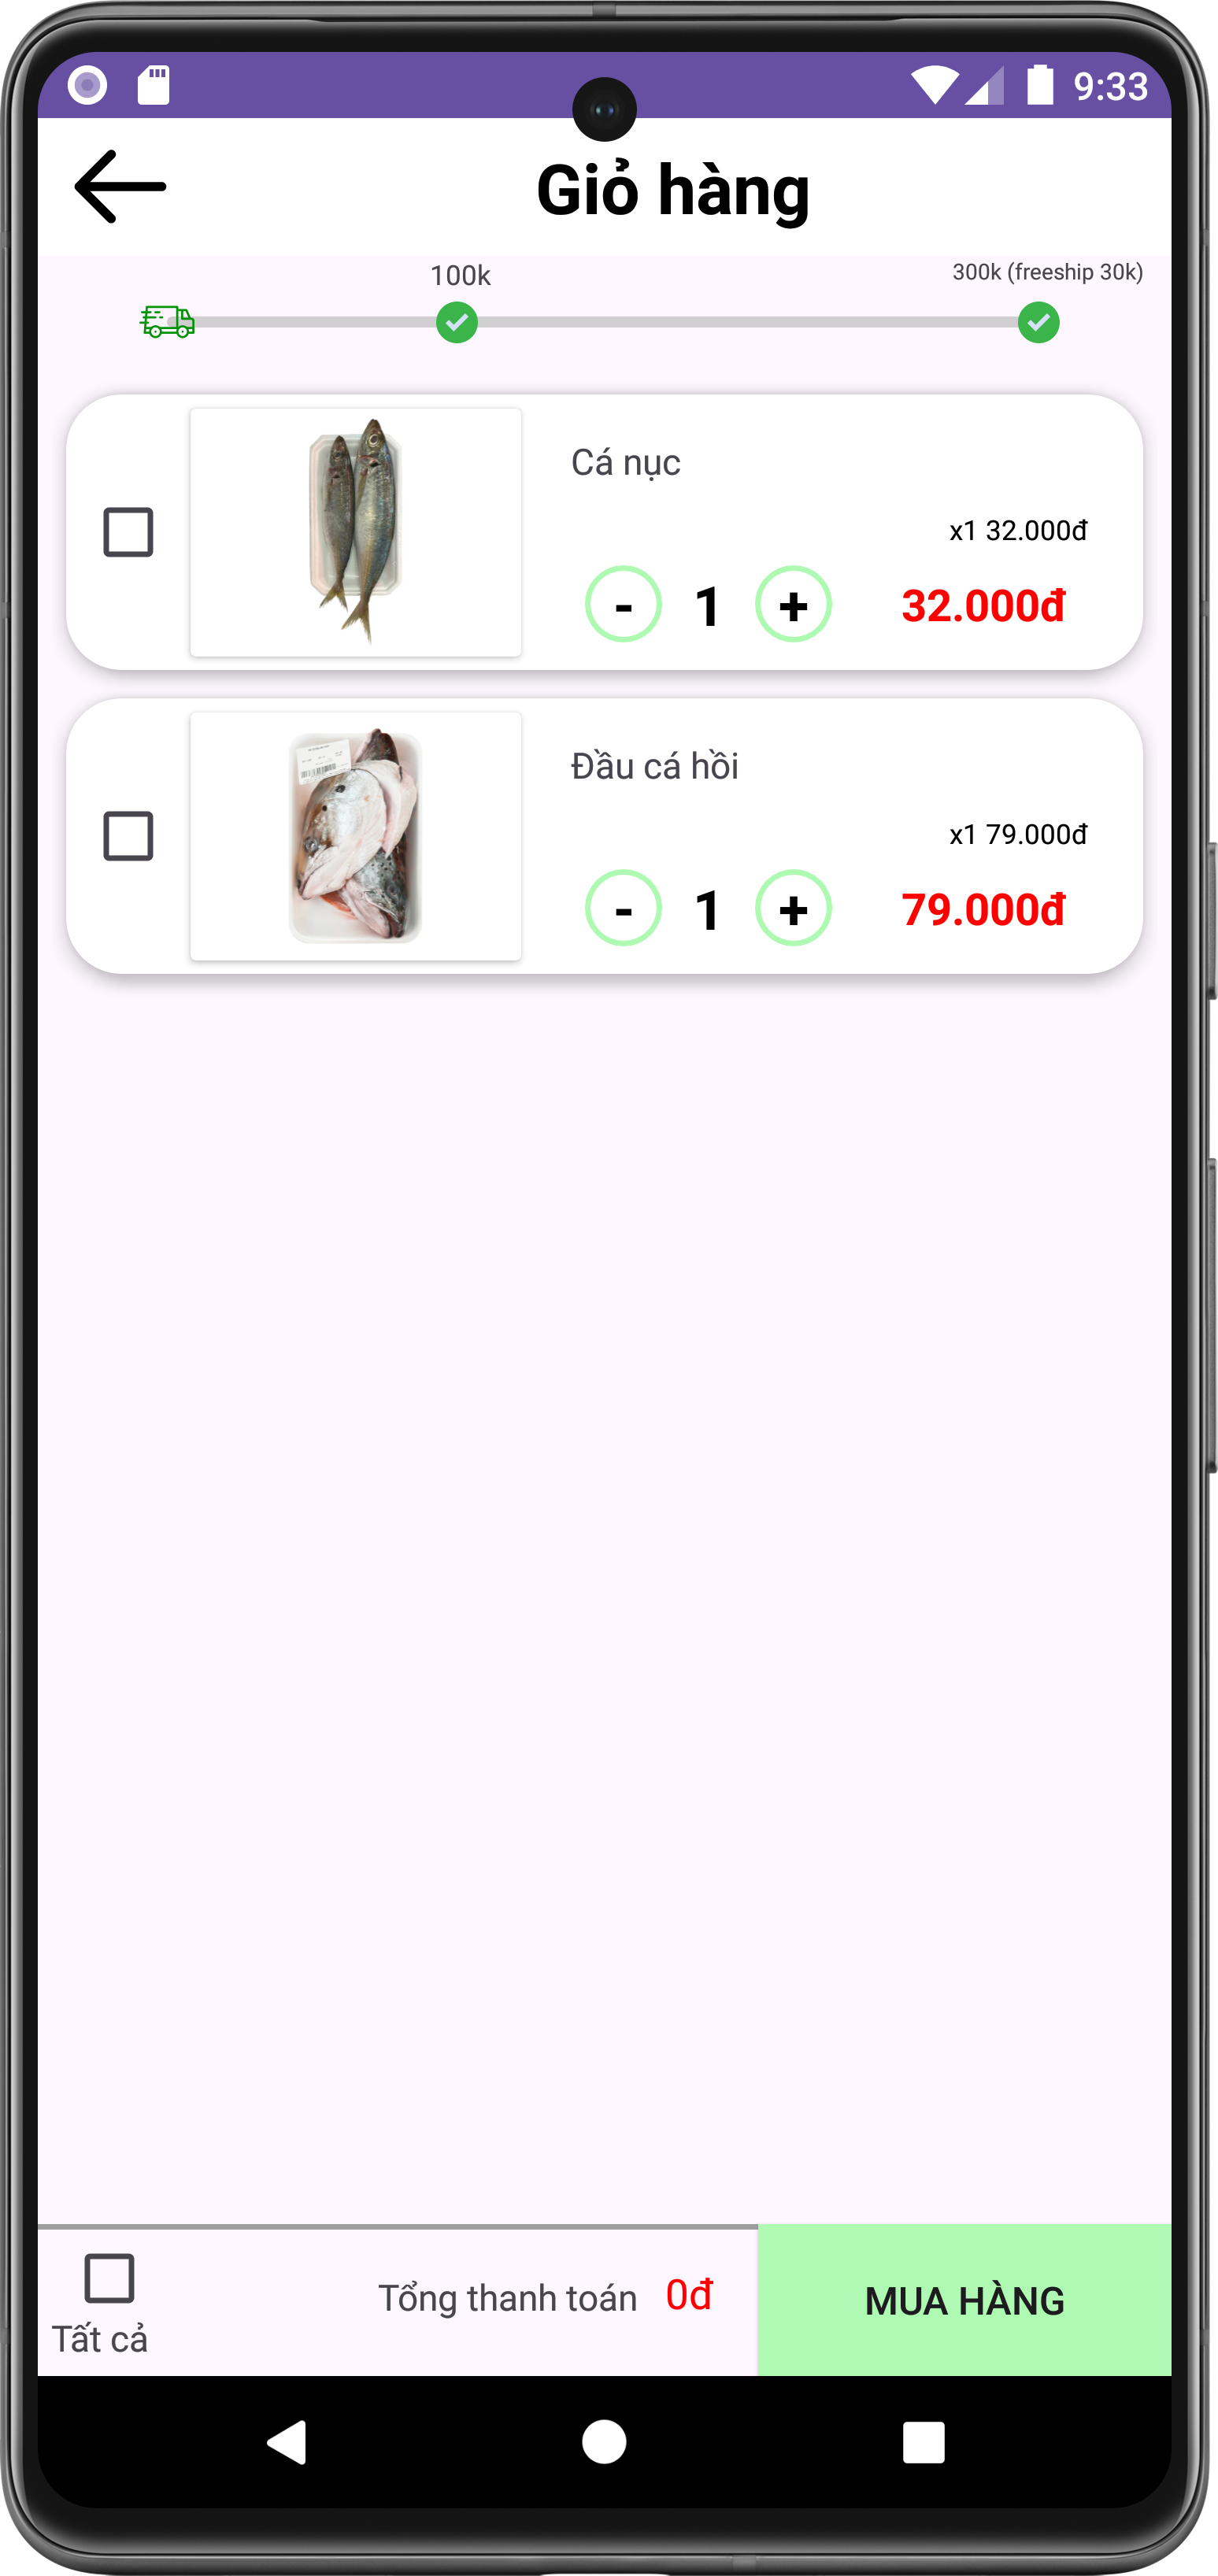 9:33
Giỏ hàng
100k
300k (freeship 30k)
Cá nục
x1 32.000đ
- 1 + 32.000đ
Đầu cá hồi
x1 79.000đ
- 1 + 79.000đ
Tổng thanh toán 0đ
MUA HÀNG
Tất cả